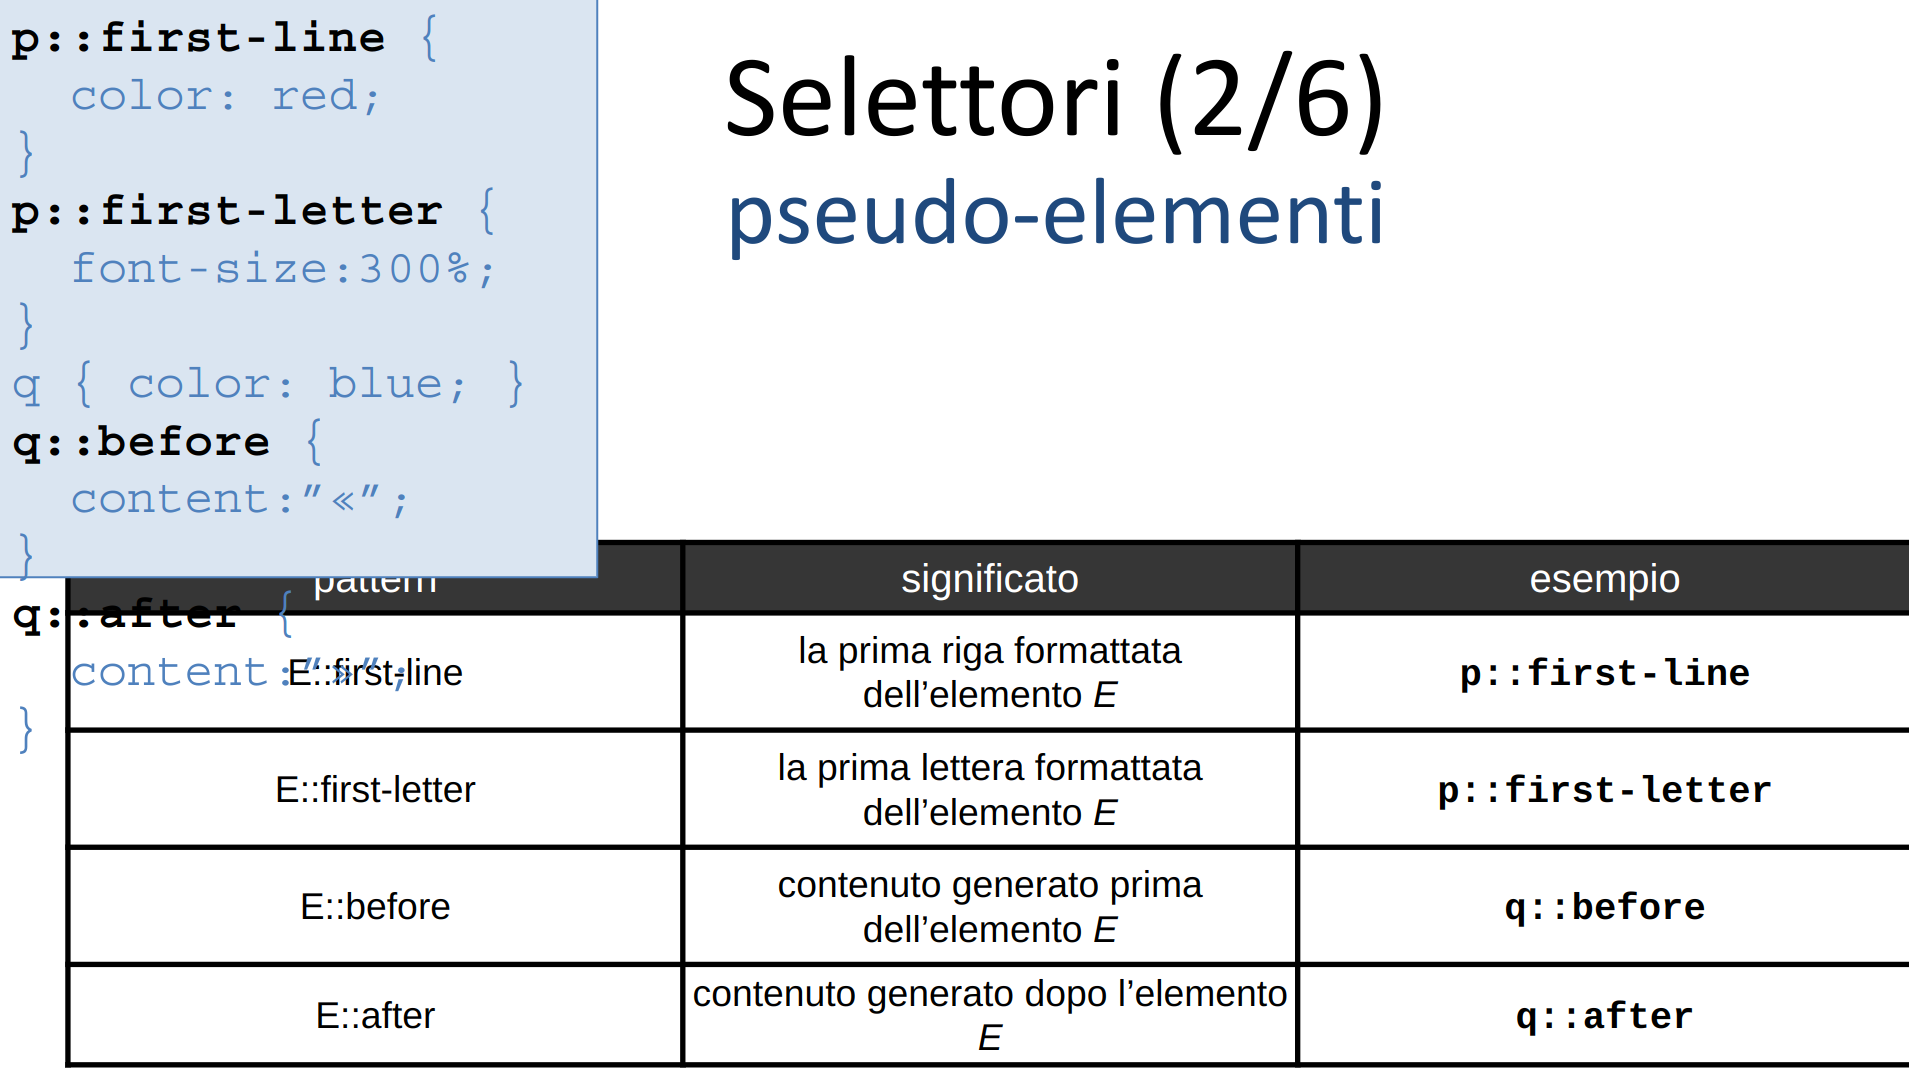 p::first-line {
color: red;
}
p::first-letter {
font-size:300%;
}
q { color: blue; }
q::before {
content:”«”;
}
q::after {
content:”»”;
}
Selettori (2/6)
pseudo-elementi
pattern significato esempio
E::first-line la prima riga formattata dell’elemento E p::first-line
E::first-letter la prima lettera formattata dell’elemento E p::first-letter
E::before contenuto generato prima dell’elemento E q::before
E::after contenuto generato dopo l’elemento E q::after